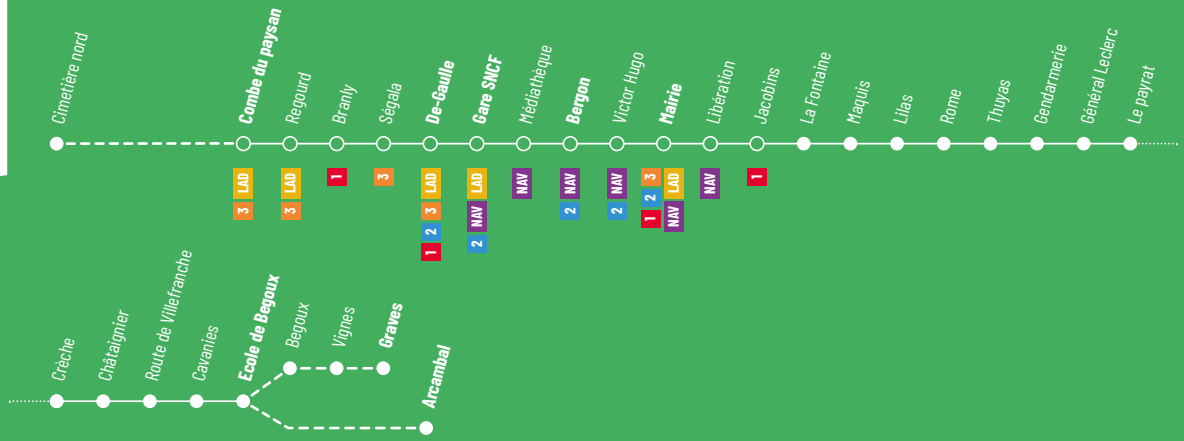 Cimetière nord
Combe du paysan
Regourd
Branly
Ségala
De-Gaulle
Gare SNCF
Médiathèque
Bergon
Victor Hugo
Mairie
Libération
Jacobins
La Fontaine
Maquis
Lilas
Rome
Thuyas
Gendarmerie
Général Leclerc
Le payrat
3 LAD
3 LAD
1
3
1 2 3 LAD
2 NAV LAD
NAV
2 NAV
2 NAV
1 2 3
NAV LAD
NAV
1
Crèche
Châtaignier
Route de Villefranche
Cavanies
Ecole de Begoux
Begoux
Vignes
Graves
Arcambal